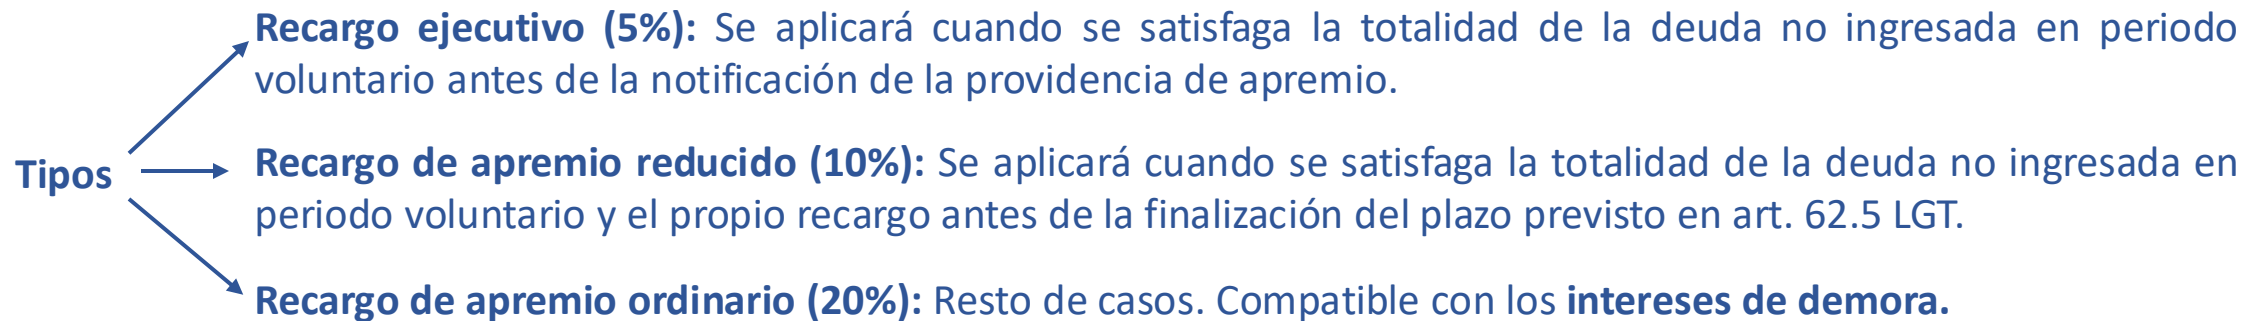 Recargo ejecutivo (5%): Se aplicará cuando se satisfaga la totalidad de la deuda no ingresada en periodo
voluntario antes de la notificación de la providencia de apremio.
Tipos
Recargo de apremio reducido (10%): Se aplicará cuando se satisfaga la totalidad de la deuda no ingresada en
periodo voluntario y el propio recargo antes de la finalización del plazo previsto en art. 62.5 LGT.
Recargo de apremio ordinario (20%): Resto de casos. Compatible con los intereses de demora.